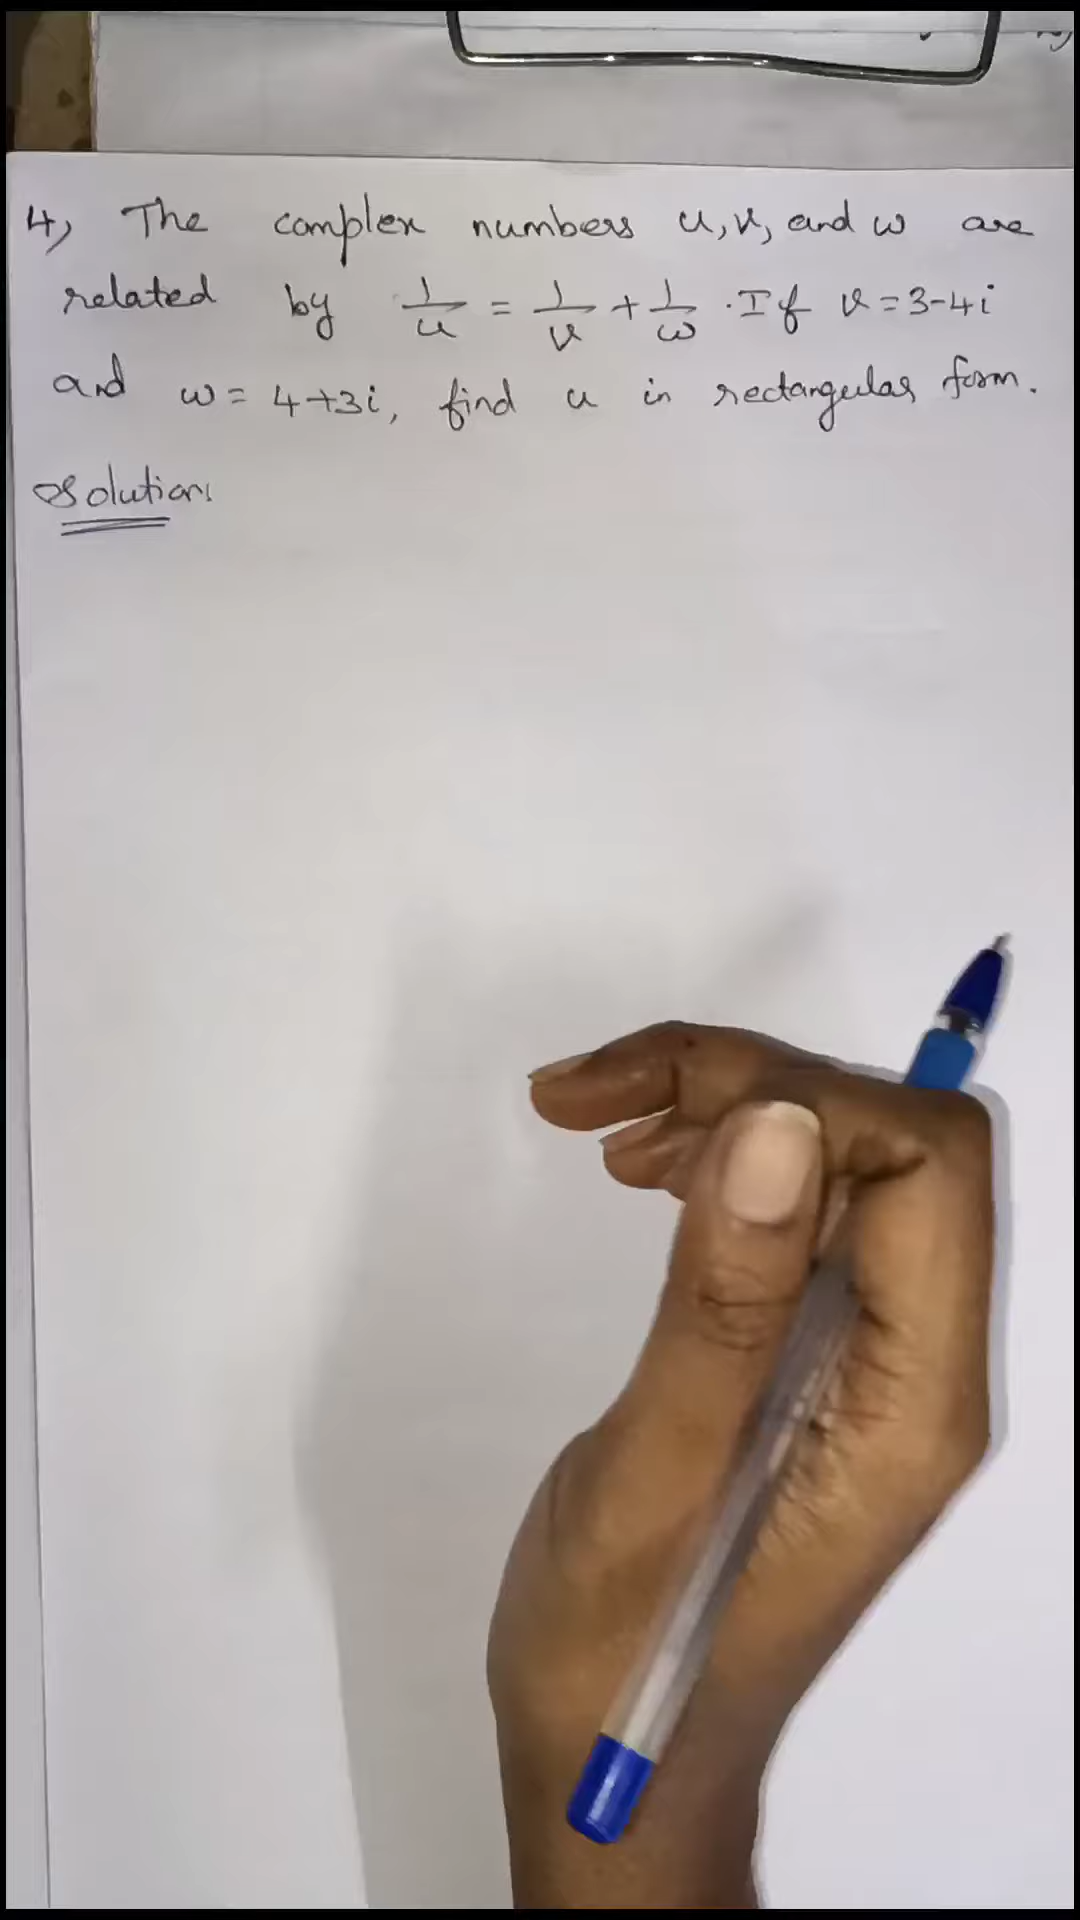 4) The complex numbers u, v, and w are
related by 1/u = 1/v + 1/w . If v = 3-4i
and w = 4+3i, find u in rectangular form.
Solution: